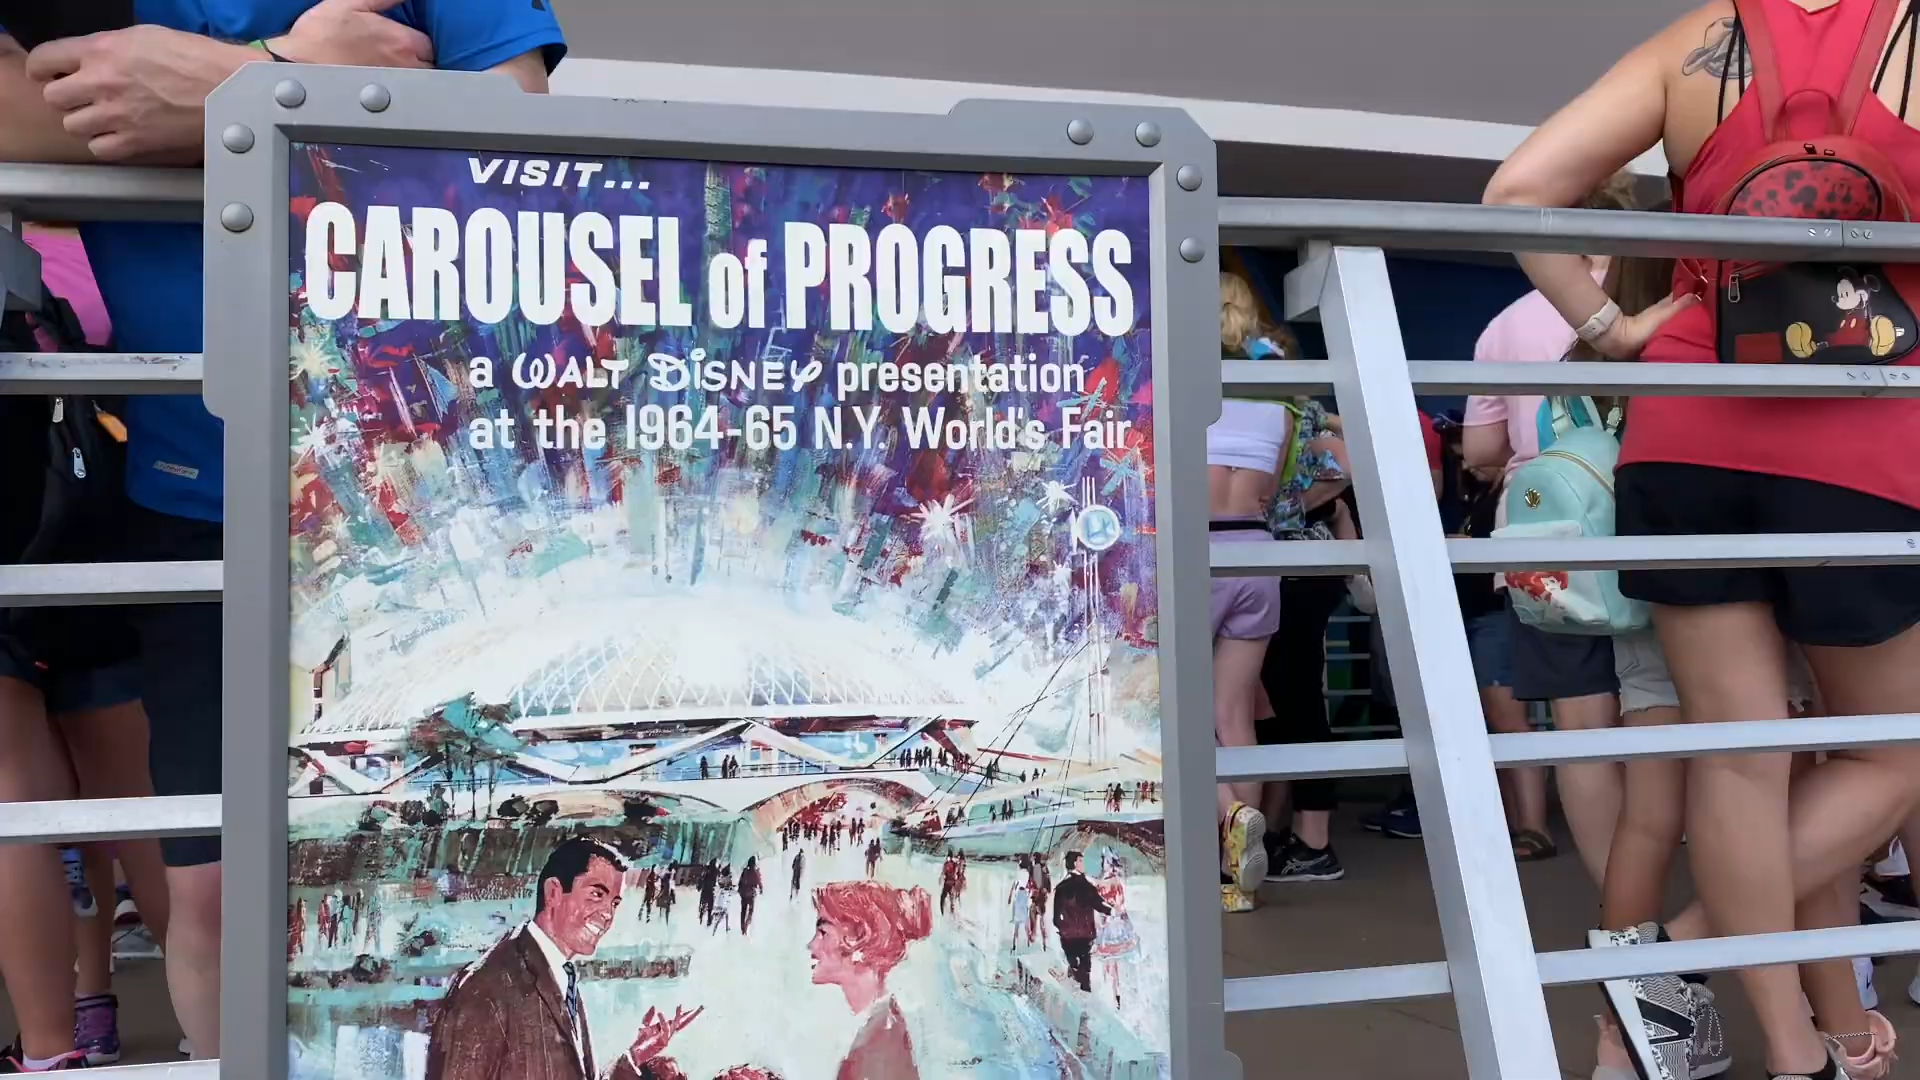 VISIT...
CAROUSEL of PROGRESS
a WALT DiSNEY presentation
at the 1964-65 N.Y. World's Fair